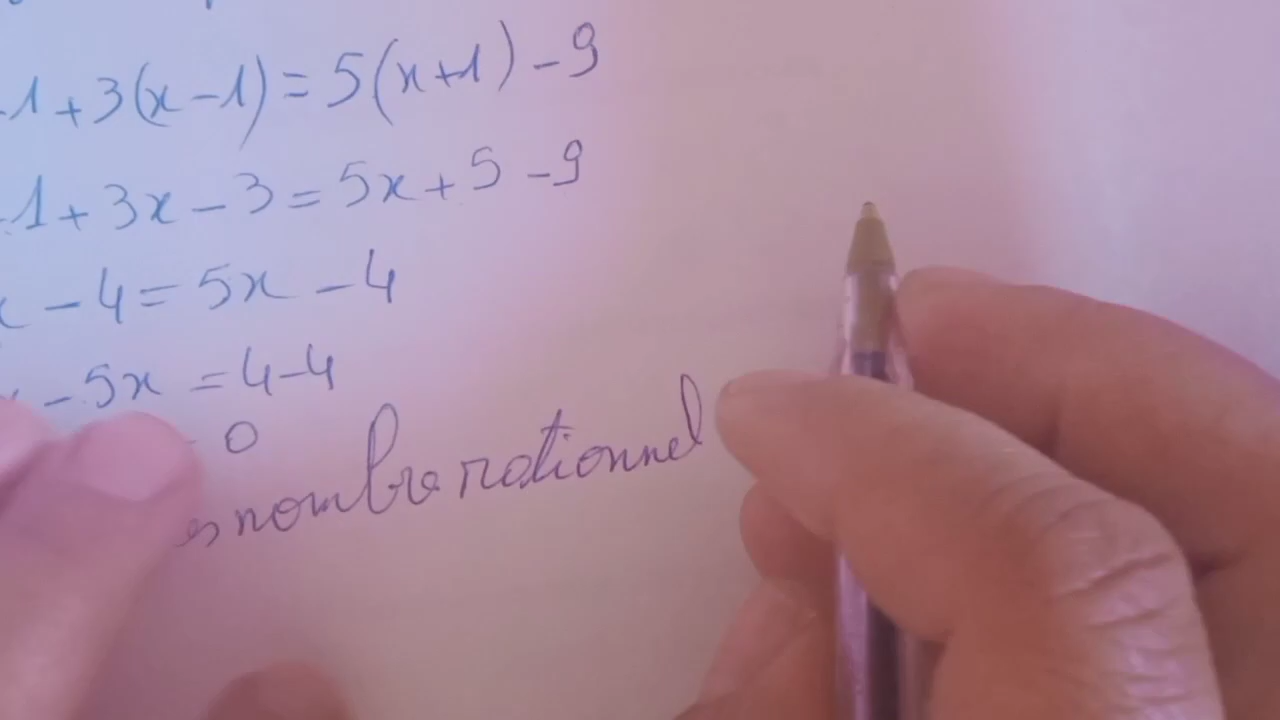 -1+3(x-1)=5(x+1)-9
-1+3x-3=5x+5-9
x-4=5x-4
x-5x=4-4
0
es nombre rationnel